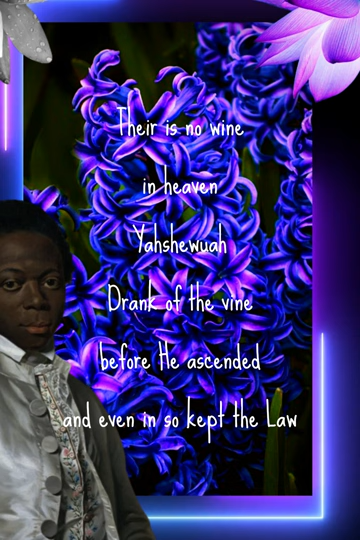 Their is no wine
in heaven
Yahshewuah
Drank of the vine
before He ascended
and even in so kept the Law